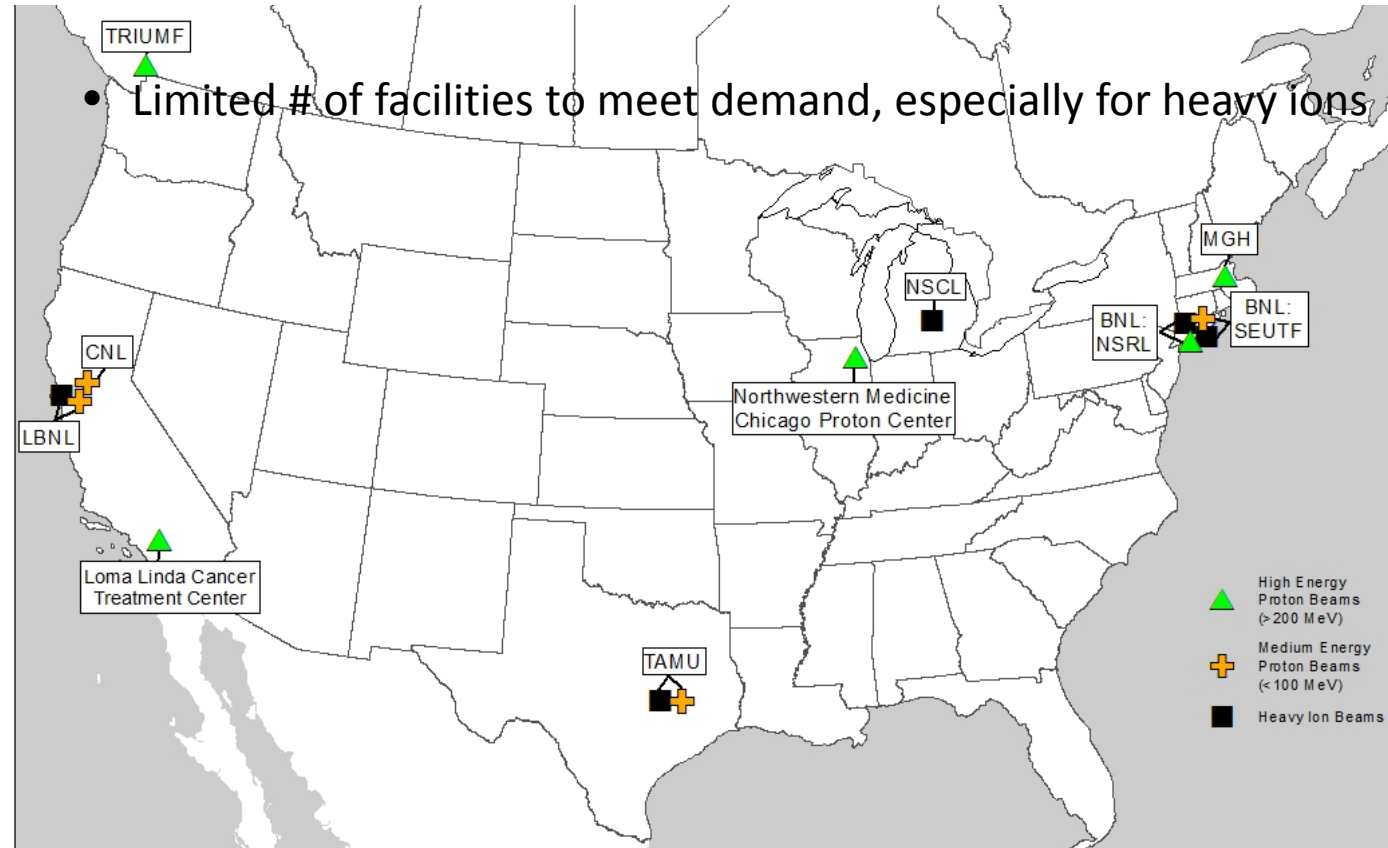 TRIUMF
• Limited # of facilities to meet demand, especially for heavy ions
MGH
NSCL
BNL:
NSRL
BNL:
SEUTF
CNL
LBNL
Northwestern Medicine
Chicago Proton Center
Loma Linda Cancer
Treatment Center
TAMU
High Energy
Proton Beams
(>200 MeV)
Medium Energy
Proton Beams
(<100 MeV)
Heavy Ion Beams